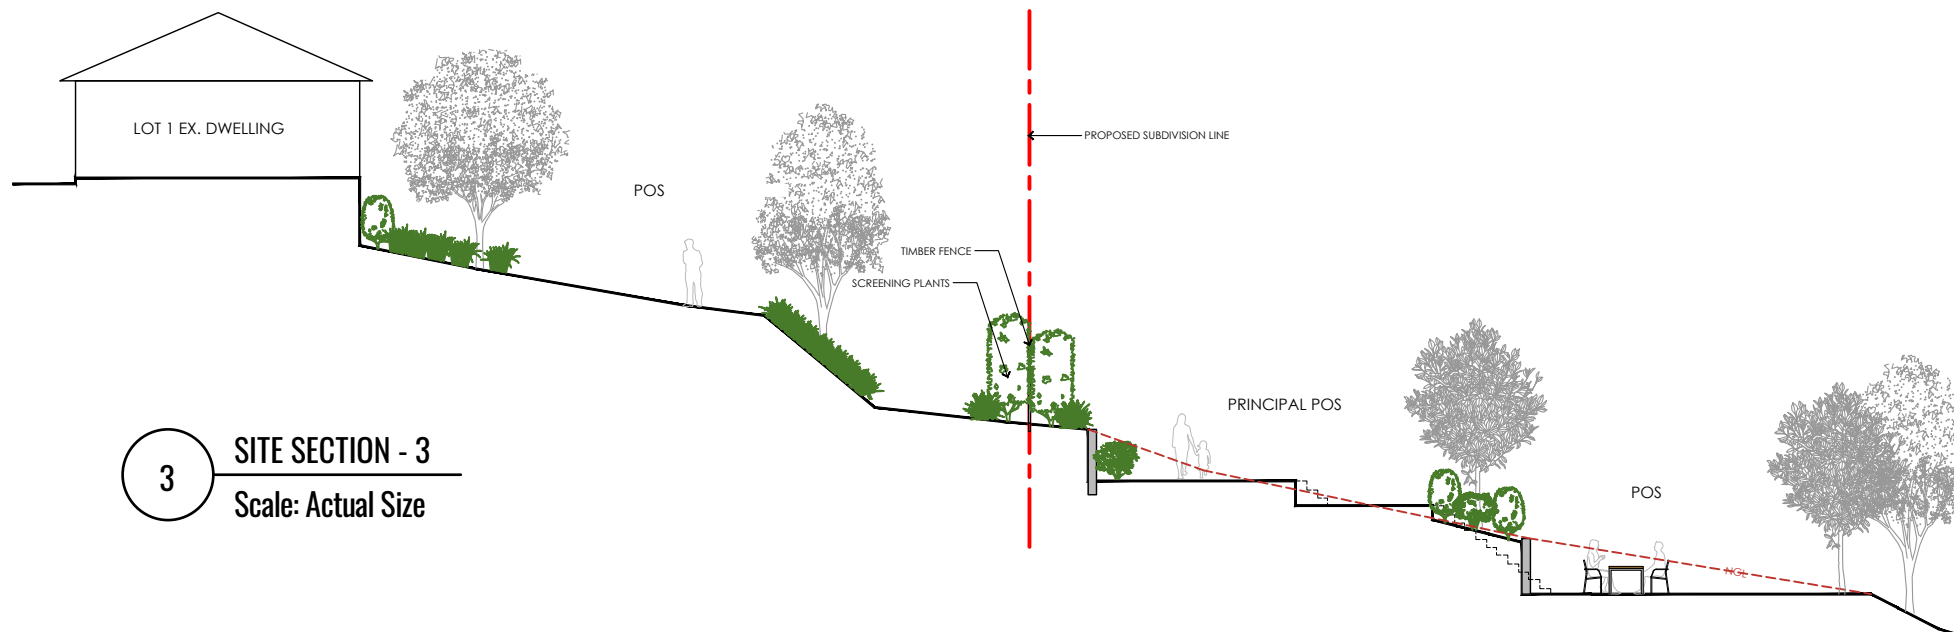 LOT 1 EX. DWELLING
POS
PROPOSED SUBDIVISION LINE
TIMBER FENCE
SCREENING PLANTS
PRINCIPAL POS
POS
NGL
3
SITE SECTION - 3
Scale: Actual Size